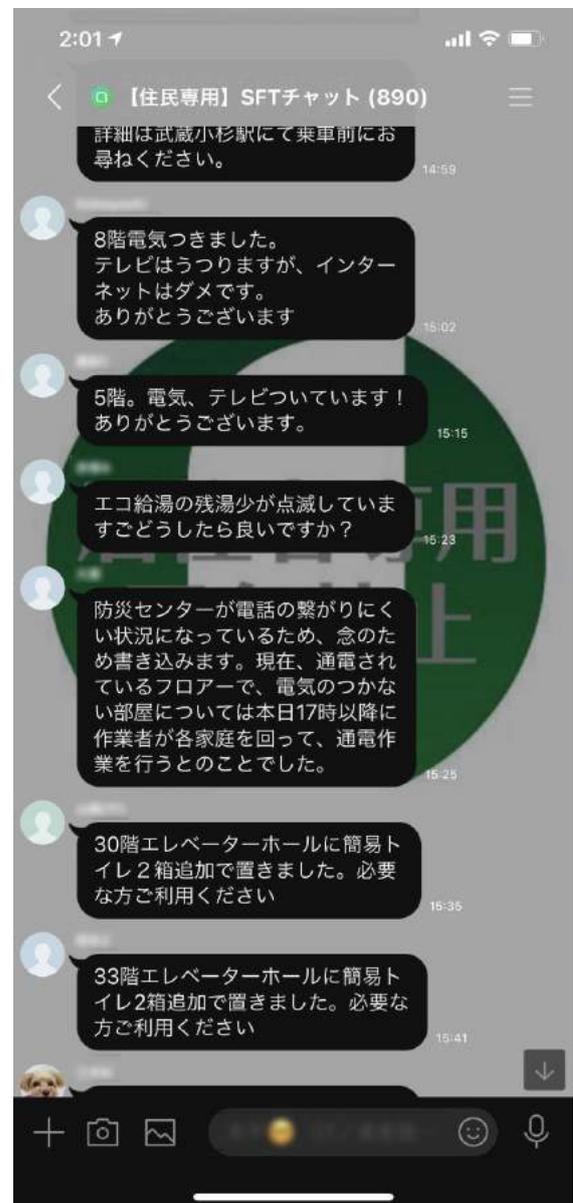 2:01
【住民専用】SFTチャット (890)
詳細は武蔵小杉駅にて乗車前にお
尋ねください。
14:59
8階電気つきました。
テレビはうつりますが、インター
ネットはダメです。
ありがとうございます
15:02
5階。電気、テレビついています！
ありがとうございます。
15:15
エコ給湯の残湯少が点滅していま
すごどうしたら良いですか？
15:23
専用
上
防災センターが電話の繋がりにく
い状況になっているため、念のた
め書き込みます。現在、通電され
ているフロアーで、電気のつかな
い部屋については本日17時以降に
作業者が各家庭を回って、通電作
業を行うとのことでした。
15:25
30階エレベーターホールに簡易ト
イレ２箱追加で置きました。必要
な方ご利用ください
15:35
33階エレベーターホールに簡易ト
イレ2箱追加で置きました。必要な
方ご利用ください
15:41